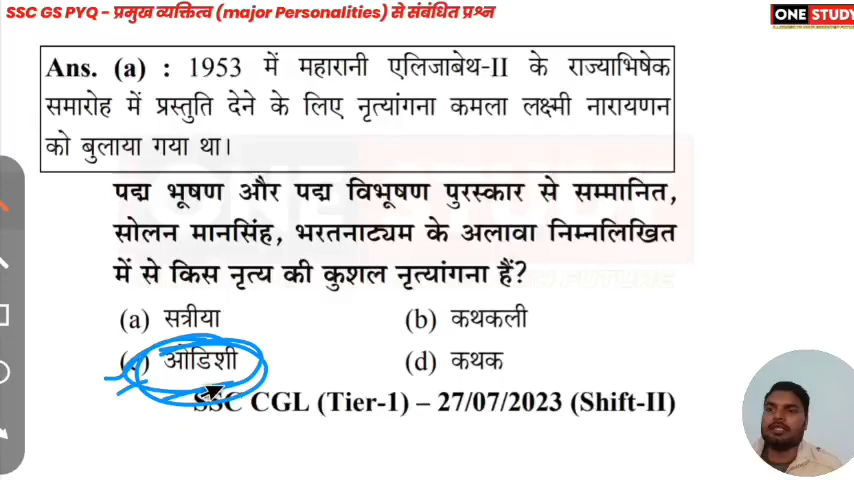 SSC GS PYQ - प्रमुख व्यक्तित्व (major Personalities) से संबंधित प्रश्न
ONE STUDY
Ans. (a) : 1953 में महारानी एलिजाबेथ-II के राज्याभिषेक
समारोह में प्रस्तुति देने के लिए नृत्यांगना कमला लक्ष्मी नारायणन
को बुलाया गया था।
पद्म भूषण और पद्म विभूषण पुरस्कार से सम्मानित,
सोलन मानसिंह, भरतनाट्यम के अलावा निम्नलिखित
में से किस नृत्य की कुशल नृत्यांगना हैं?
(a) सत्रीया (b) कथकली
(c) ओडिशी (d) कथक
SSC CGL (Tier-1) – 27/07/2023 (Shift-II)